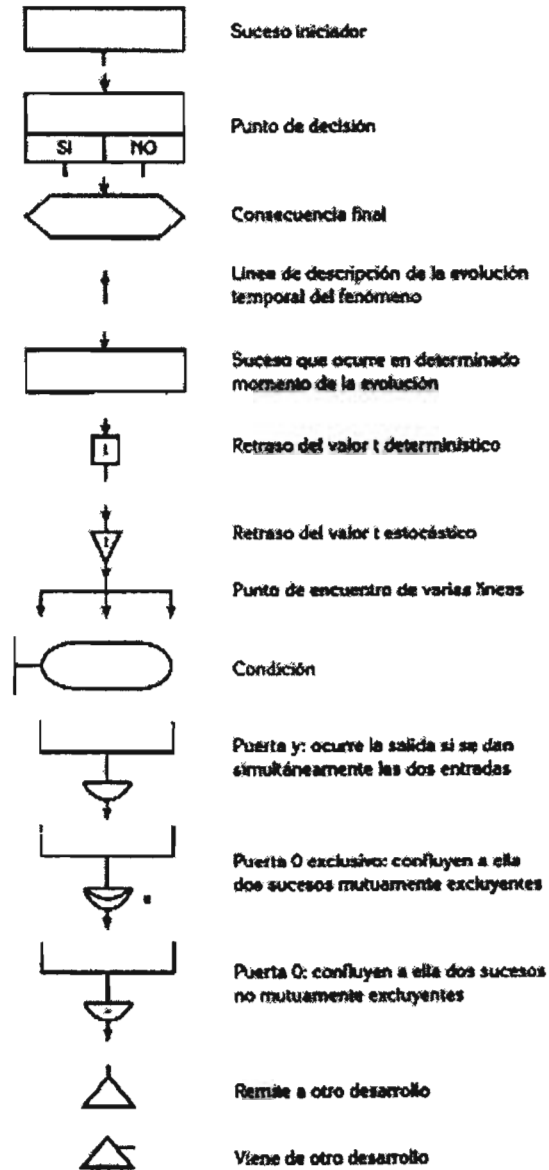 Suceso iniciador
Punto de decisión
SI NO
Consecuencia final
Línea de descripción de la evolución
temporal del fenómeno
Suceso que ocurre en determinado
momento de la evolución
t
Retraso del valor t determinístico
t
Retraso del valor t estocástico
Punto de encuentro de varias líneas
Condición
Puerta y: ocurre la salida si se dan
simultáneamente las dos entradas
Puerta O exclusivo: confluyen a ella
dos sucesos mutuamente excluyentes
Puerta O: confluyen a ella dos sucesos
no mutuamente excluyentes
Remite a otro desarrollo
Viene de otro desarrollo